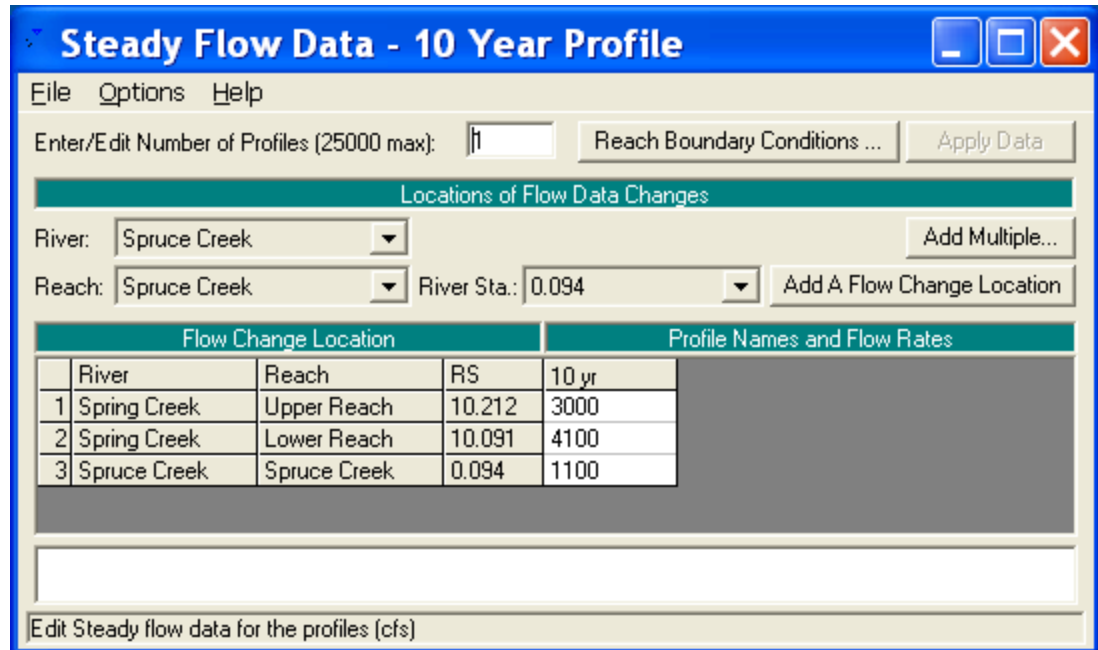 Steady Flow Data - 10 Year Profile
File Options Help
Enter/Edit Number of Profiles (25000 max): 1 Reach Boundary Conditions ... Apply Data
Locations of Flow Data Changes
River: Spruce Creek Add Multiple...
Reach: Spruce Creek River Sta.: 0.094 Add A Flow Change Location
Flow Change Location Profile Names and Flow Rates
River Reach RS 10 yr
1 Spring Creek Upper Reach 10.212 3000
2 Spring Creek Lower Reach 10.091 4100
3 Spruce Creek Spruce Creek 0.094 1100
Edit Steady flow data for the profiles (cfs)